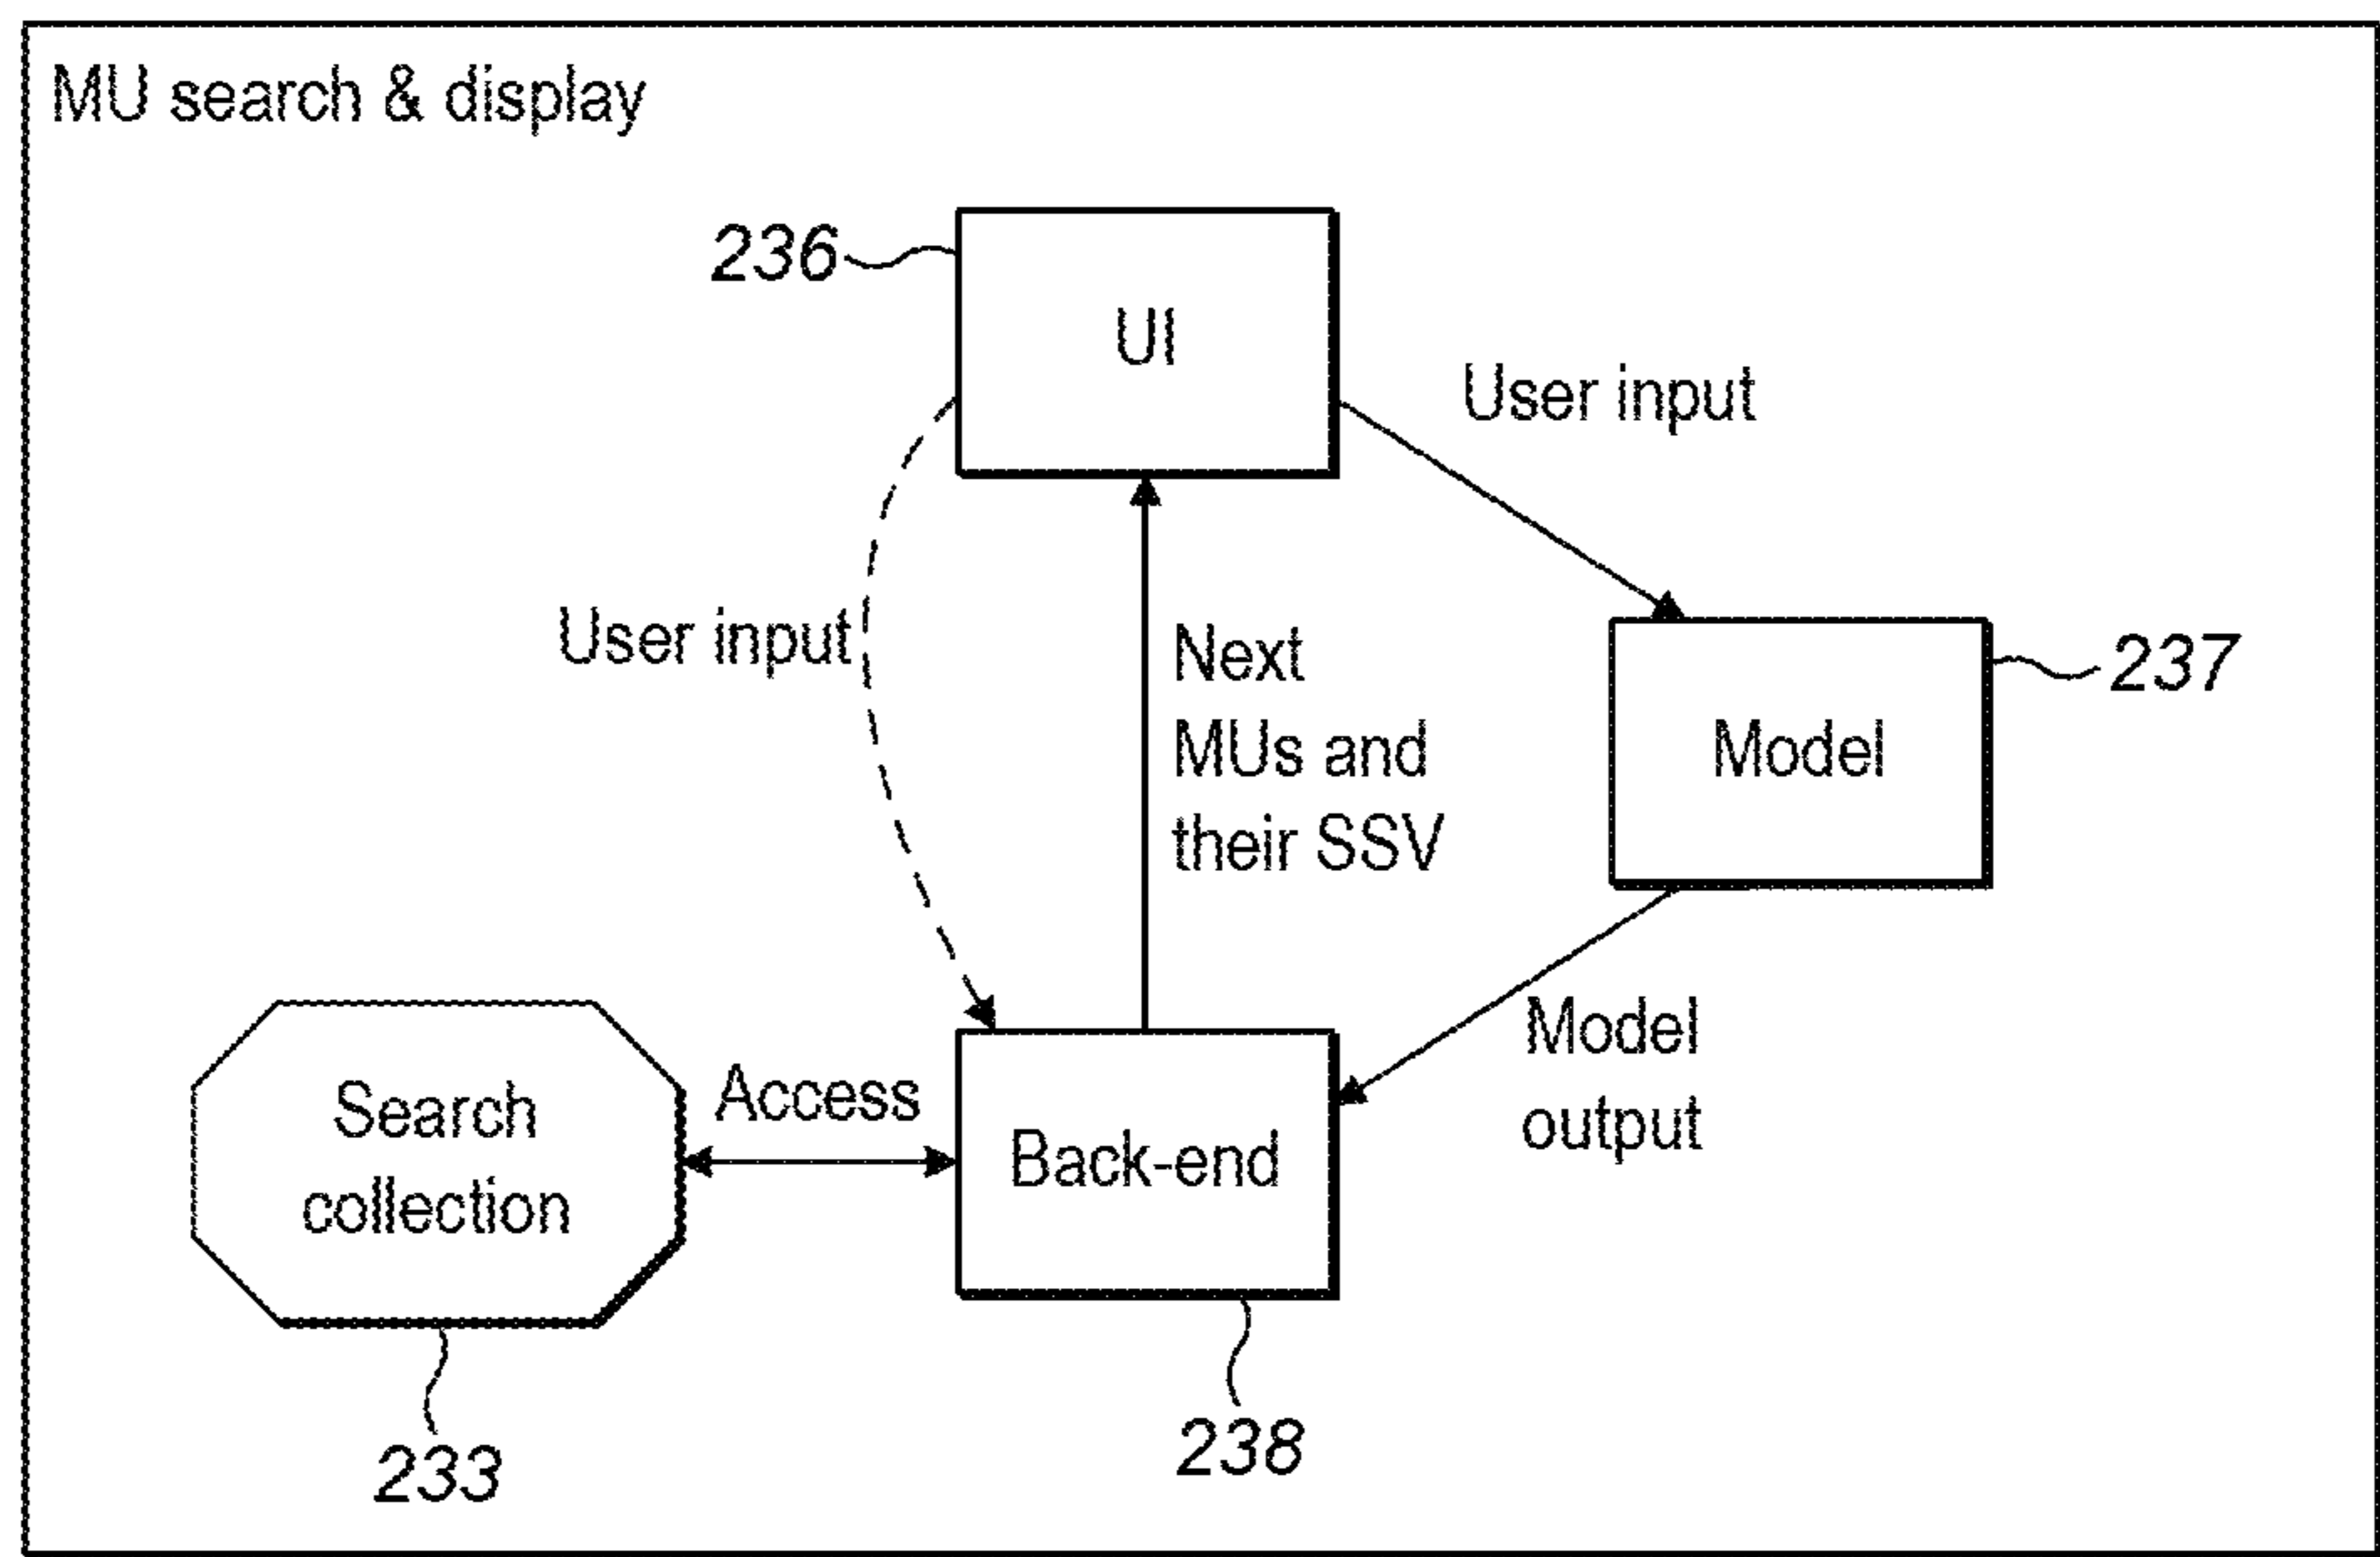 MU search & display
236
UI
User input
User input
Next
MUs and
their SSV
Model
237
Search
collection
Access
Back-end
Model
output
233
238